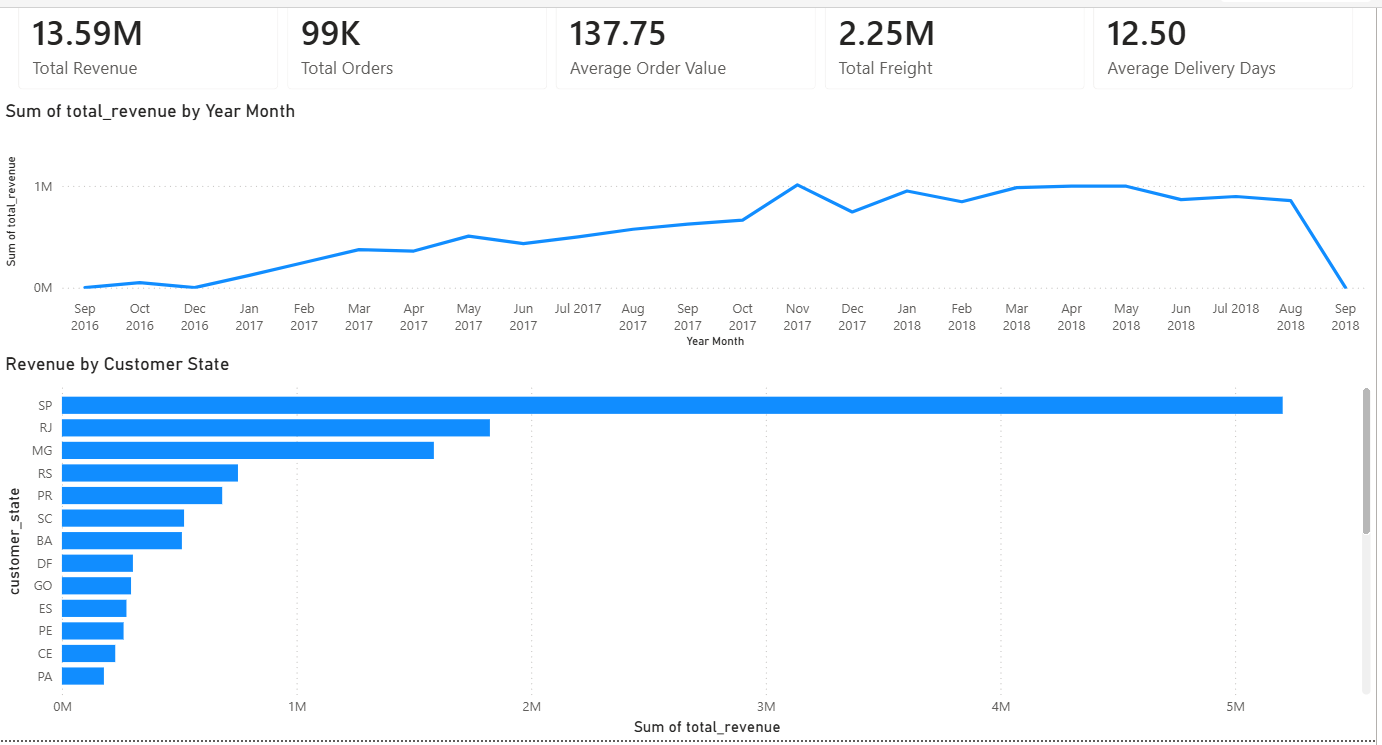 13.59M
Total Revenue
99K
Total Orders
137.75
Average Order Value
2.25M
Total Freight
12.50
Average Delivery Days
Sum of total_revenue by Year Month
Sum of total_revenue
1M
0M
Sep 2016
Oct 2016
Dec 2016
Jan 2017
Feb 2017
Mar 2017
Apr 2017
May 2017
Jun 2017
Jul 2017
Aug 2017
Sep 2017
Oct 2017
Nov 2017
Dec 2017
Jan 2018
Feb 2018
Mar 2018
Apr 2018
May 2018
Jun 2018
Jul 2018
Aug 2018
Sep 2018
Year Month
Revenue by Customer State
customer_state
SP
RJ
MG
RS
PR
SC
BA
DF
GO
ES
PE
CE
PA
0M
1M
2M
3M
4M
5M
Sum of total_revenue